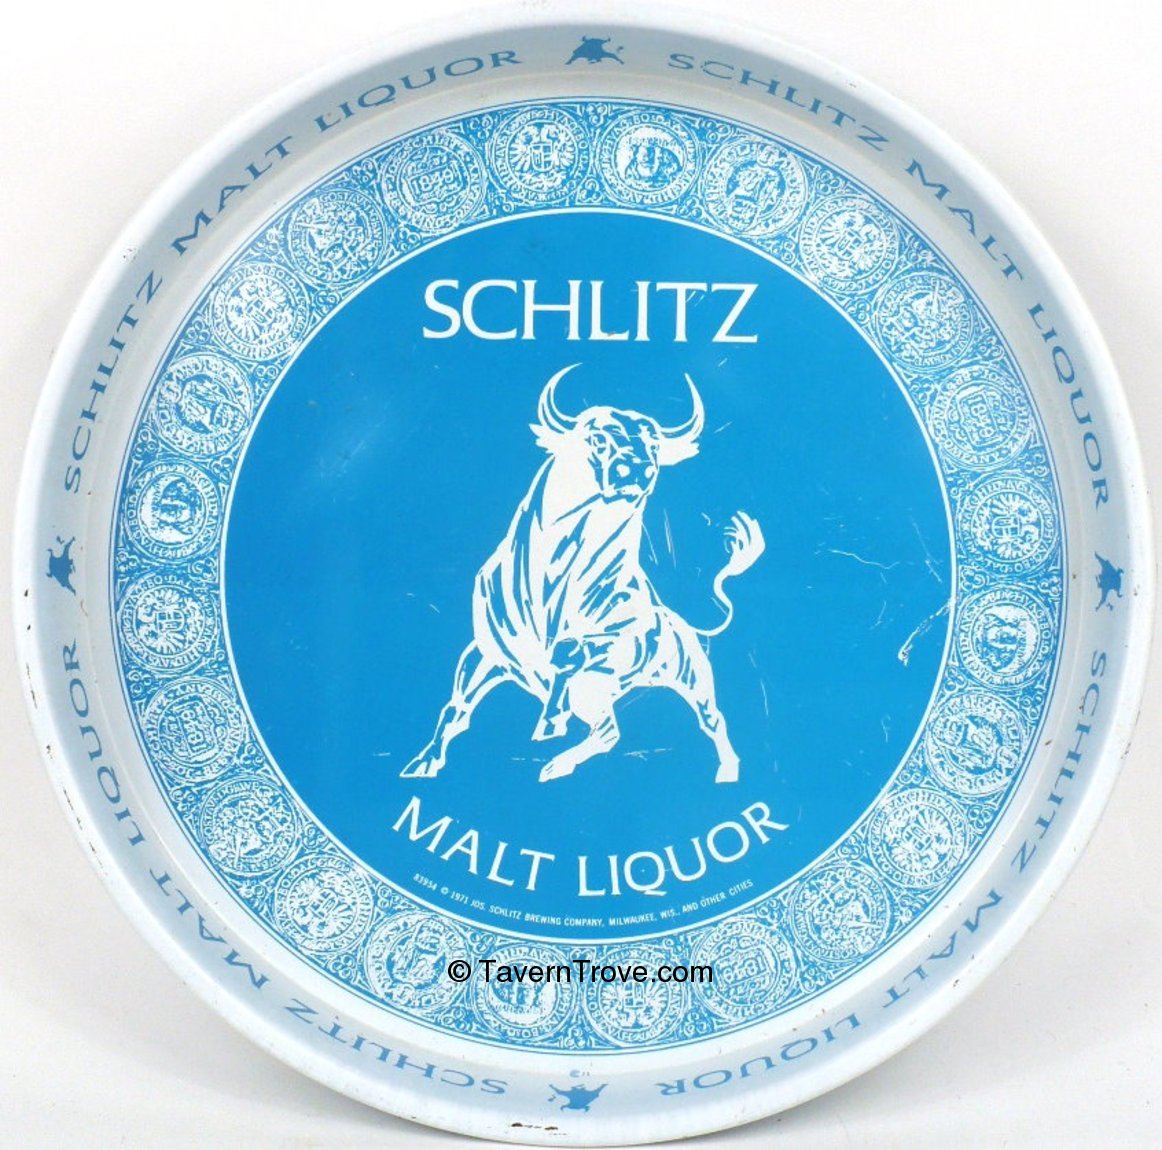 SCHLITZ MALT LIQUOR
SCHLITZ MALT LIQUOR
SCHLITZ MALT LIQUOR
SCHLITZ MALT LIQUOR
SCHLITZ
MALT LIQUOR
83954 © 1971 JOS. SCHLITZ BREWING COMPANY, MILWAUKEE, WIS., AND OTHER CITIES
© TavernTrove.com